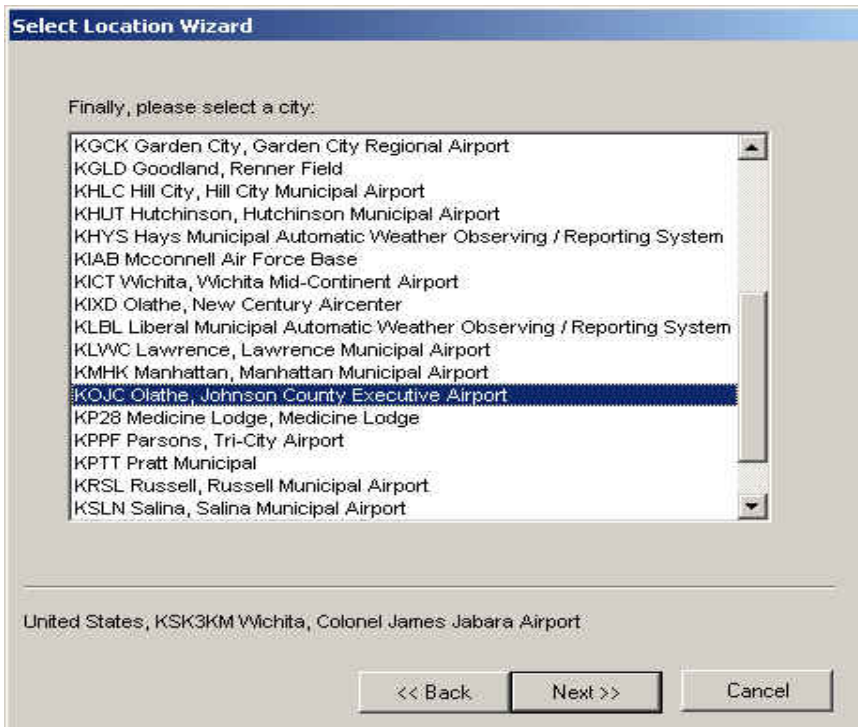 Select Location Wizard
Finally, please select a city:
KGCK Garden City, Garden City Regional Airport
KGLD Goodland, Renner Field
KHLC Hill City, Hill City Municipal Airport
KHUT Hutchinson, Hutchinson Municipal Airport
KHYS Hays Municipal Automatic Weather Observing / Reporting System
KIAB Mcconnell Air Force Base
KICT Wichita, Wichita Mid-Continent Airport
KIXD Olathe, New Century Aircenter
KLBL Liberal Municipal Automatic Weather Observing / Reporting System
KLWC Lawrence, Lawrence Municipal Airport
KMHK Manhattan, Manhattan Municipal Airport
KOJC Olathe, Johnson County Executive Airport
KP28 Medicine Lodge, Medicine Lodge
KPPF Parsons, Tri-City Airport
KPTT Pratt Municipal
KRSL Russell, Russell Municipal Airport
KSLN Salina, Salina Municipal Airport
United States, KSK3KM Wichita, Colonel James Jabara Airport
<< Back Next >> Cancel